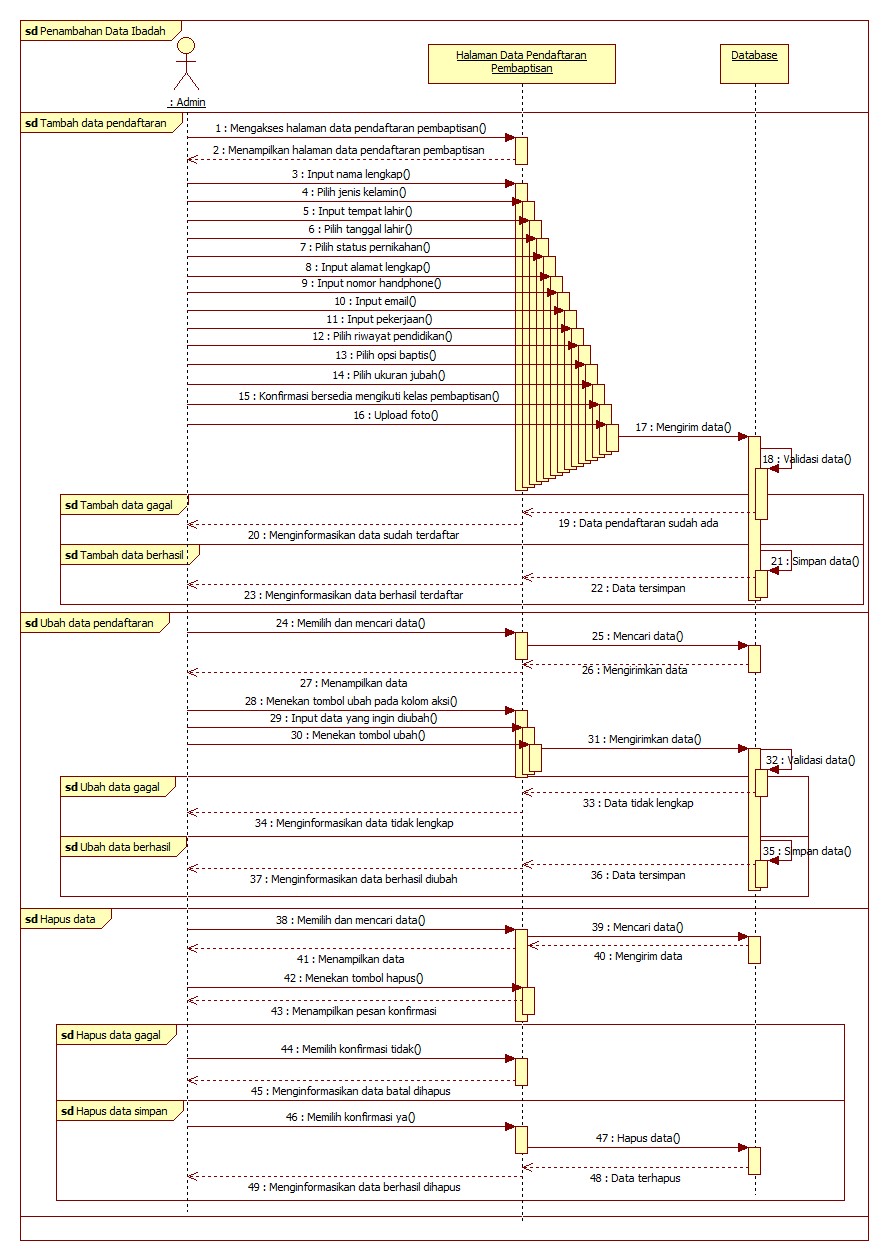 sd Penambahan Data Ibadah
Halaman Data Pendaftaran
Pembaptisan
Database
: Admin
sd Tambah data pendaftaran
1 : Mengakses halaman data pendaftaran pembaptisan()
2 : Menampilkan halaman data pendaftaran pembaptisan
3 : Input nama lengkap()
4 : Pilih jenis kelamin()
5 : Input tempat lahir()
6 : Pilih tanggal lahir()
7 : Pilih status pernikahan()
8 : Input alamat lengkap()
9 : Input nomor handphone()
10 : Input email()
11 : Input pekerjaan()
12 : Pilih riwayat pendidikan()
13 : Pilih opsi baptis()
14 : Pilih ukuran jubah()
15 : Konfirmasi bersedia mengikuti kelas pembaptisan()
16 : Upload foto()
17 : Mengirim data()
18 : Validasi data()
sd Tambah data gagal
19 : Data pendaftaran sudah ada
20 : Menginformasikan data sudah terdaftar
sd Tambah data berhasil
21 : Simpan data()
22 : Data tersimpan
23 : Menginformasikan data berhasil terdaftar
sd Ubah data pendaftaran
24 : Memilih dan mencari data()
25 : Mencari data()
26 : Mengirimkan data
27 : Menampilkan data
28 : Menekan tombol ubah pada kolom aksi()
29 : Input data yang ingin diubah()
30 : Menekan tombol ubah()
31 : Mengirimkan data()
32 : Validasi data()
sd Ubah data gagal
33 : Data tidak lengkap
34 : Menginformasikan data tidak lengkap
sd Ubah data berhasil
35 : Simpan data()
36 : Data tersimpan
37 : Menginformasikan data berhasil diubah
sd Hapus data
38 : Memilih dan mencari data()
39 : Mencari data()
40 : Mengirim data
41 : Menampilkan data
42 : Menekan tombol hapus()
43 : Menampilkan pesan konfirmasi
sd Hapus data gagal
44 : Memilih konfirmasi tidak()
45 : Menginformasikan data batal dihapus
sd Hapus data simpan
46 : Memilih konfirmasi ya()
47 : Hapus data()
48 : Data terhapus
49 : Menginformasikan data berhasil dihapus